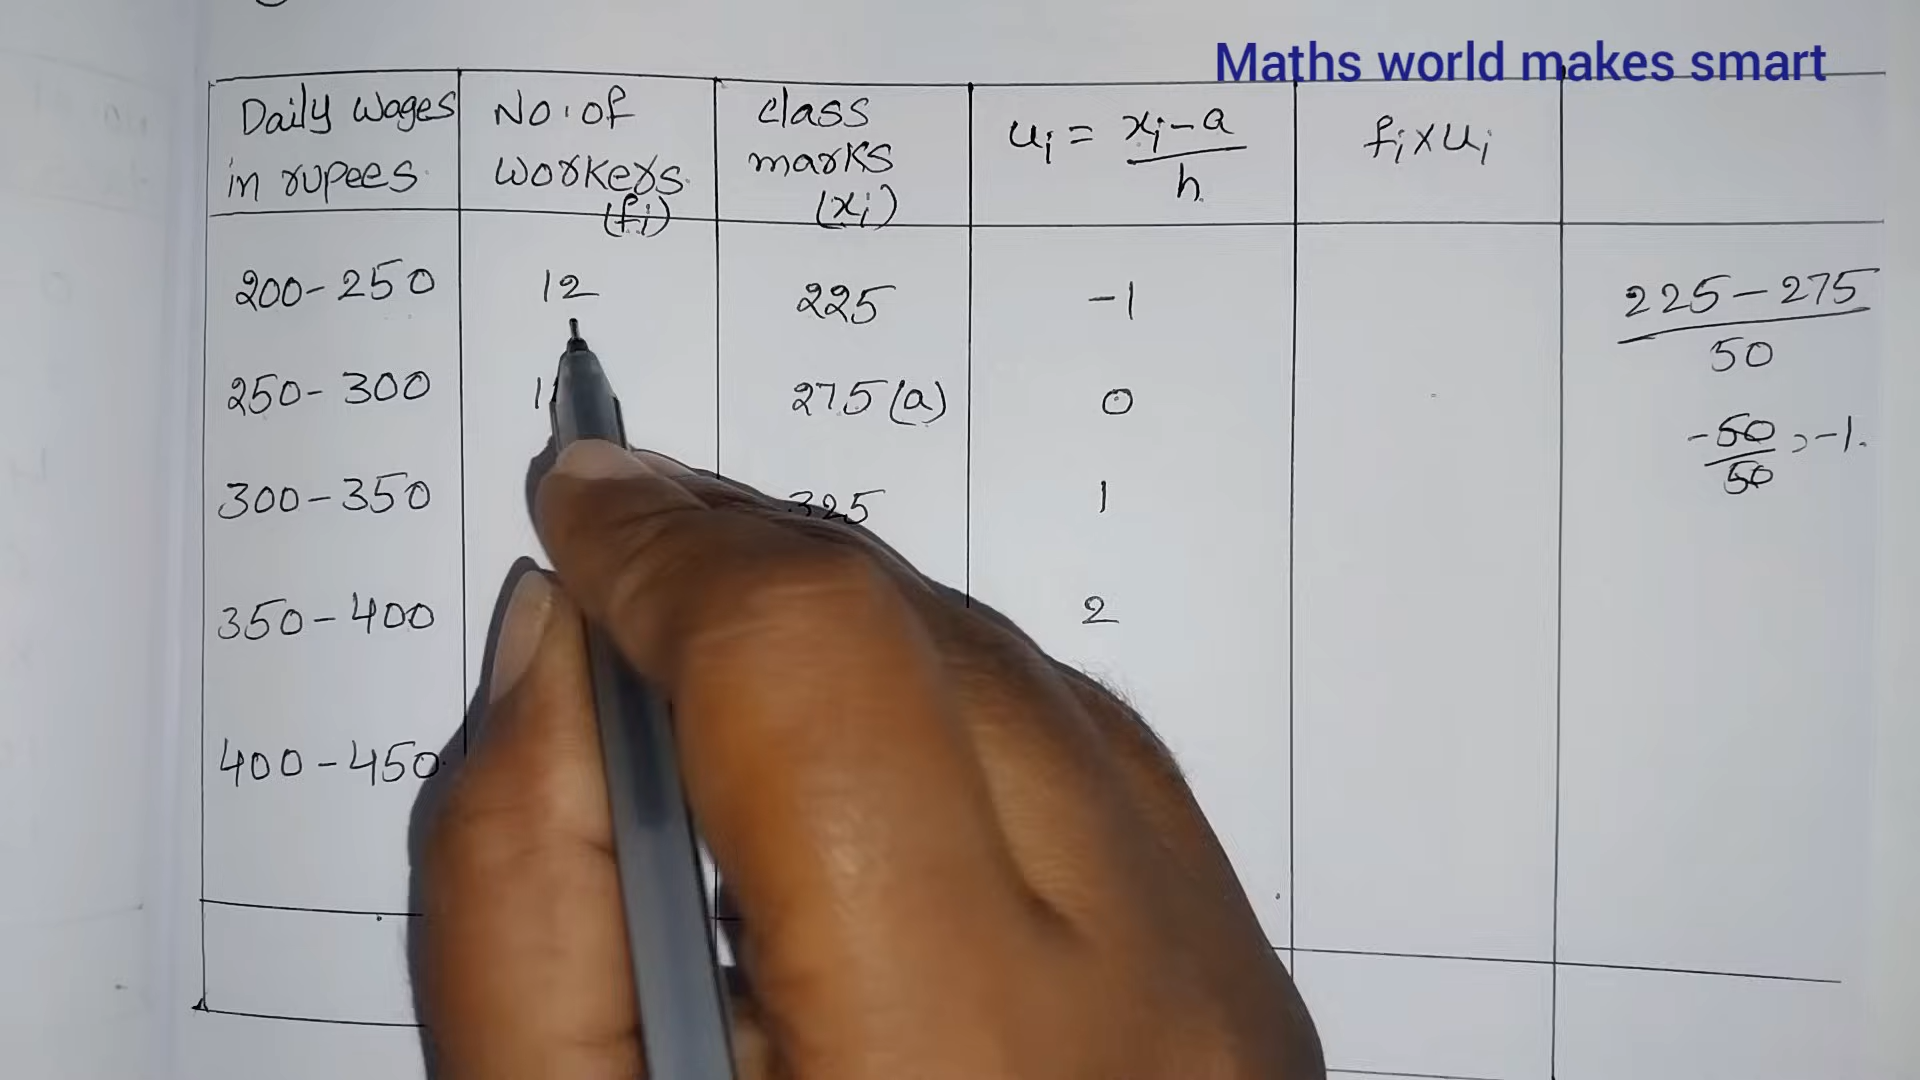 Maths world makes smart
Daily wages in rupees
No. of workers (fi)
class marks (xi)
ui = xi - a / h
fi x ui
200-250 12 225 -1
250-300 275 (a) 0
300-350 325 1
350-400 2
400-450
225-275
50
-50
50
, -1.